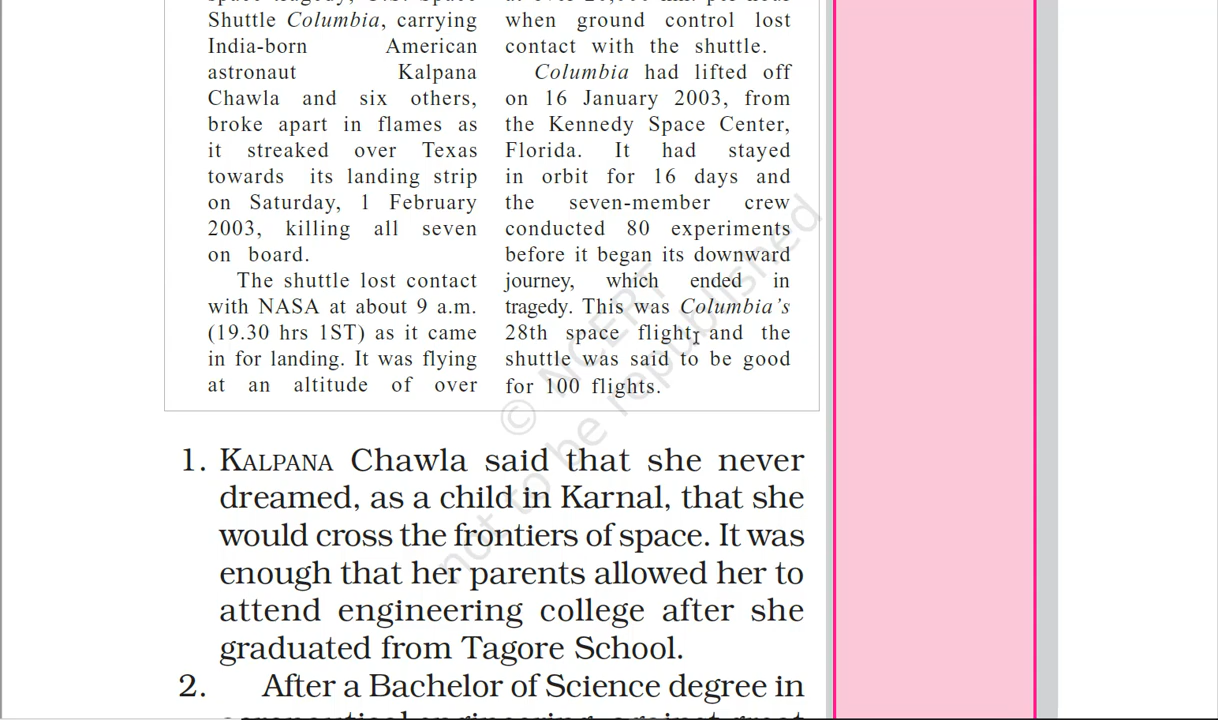 Shuttle Columbia, carrying
India-born American
astronaut Kalpana
Chawla and six others,
broke apart in flames as
it streaked over Texas
towards its landing strip
on Saturday, 1 February
2003, killing all seven
on board.
The shuttle lost contact
with NASA at about 9 a.m.
(19.30 hrs 1ST) as it came
in for landing. It was flying
at an altitude of over
when ground control lost
contact with the shuttle.
Columbia had lifted off
on 16 January 2003, from
the Kennedy Space Center,
Florida. It had stayed
in orbit for 16 days and
the seven-member crew
conducted 80 experiments
before it began its downward
journey, which ended in
tragedy. This was Columbia's
28th space flight and the
shuttle was said to be good
for 100 flights.
© NCERT
not to be republished
1. KALPANA Chawla said that she never
dreamed, as a child in Karnal, that she
would cross the frontiers of space. It was
enough that her parents allowed her to
attend engineering college after she
graduated from Tagore School.
2. After a Bachelor of Science degree in